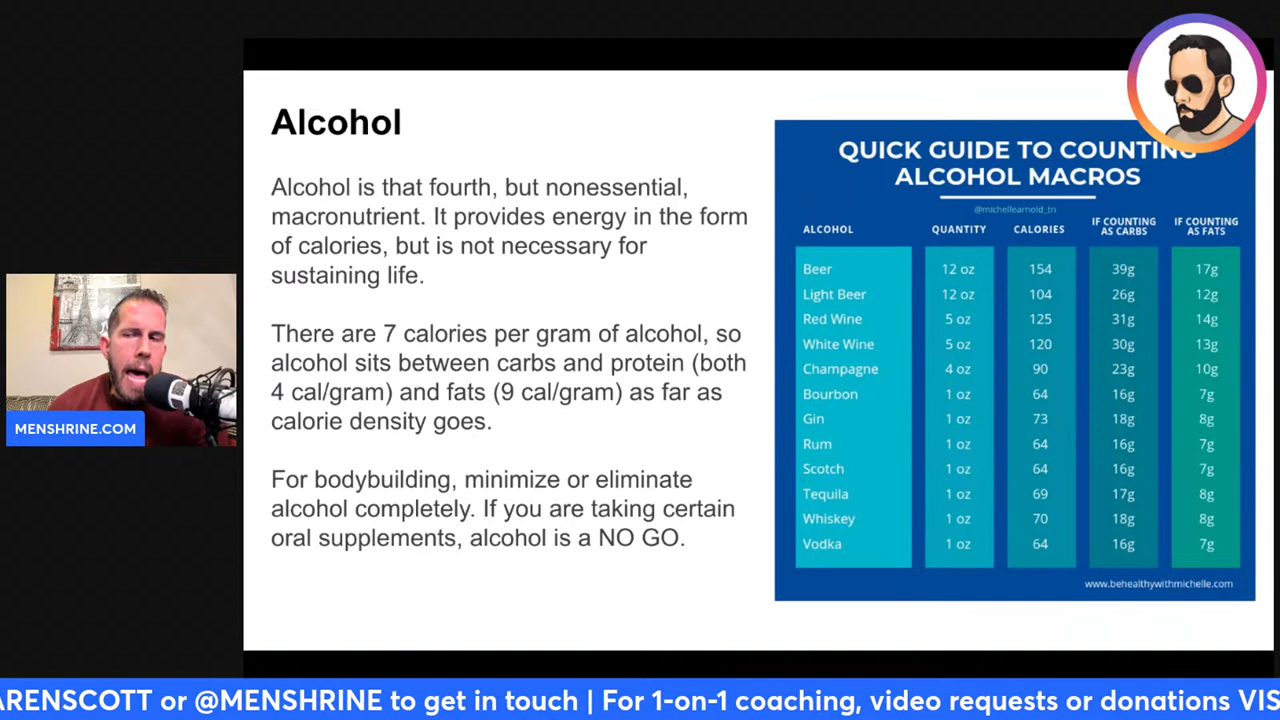 Alcohol
Alcohol is that fourth, but nonessential,
macronutrient. It provides energy in the form
of calories, but is not necessary for
sustaining life.
There are 7 calories per gram of alcohol, so
alcohol sits between carbs and protein (both
4 cal/gram) and fats (9 cal/gram) as far as
calorie density goes.
For bodybuilding, minimize or eliminate
alcohol completely. If you are taking certain
oral supplements, alcohol is a NO GO.
QUICK GUIDE TO COUNTING
ALCOHOL MACROS
@michellearnold_tn
ALCOHOL QUANTITY CALORIES IF COUNTING AS CARBS IF COUNTING AS FATS
Beer 12 oz 154 39g 17g
Light Beer 12 oz 104 26g 12g
Red Wine 5 oz 125 31g 14g
White Wine 5 oz 120 30g 13g
Champagne 4 oz 90 23g 10g
Bourbon 1 oz 64 16g 7g
Gin 1 oz 73 18g 8g
Rum 1 oz 64 16g 7g
Scotch 1 oz 64 16g 7g
Tequila 1 oz 69 17g 8g
Whiskey 1 oz 70 18g 8g
Vodka 1 oz 64 16g 7g
www.behealthywithmichelle.com
MENSHRINE.COM
ARENSCOTT or @MENSHRINE to get in touch | For 1-on-1 coaching, video requests or donations VIS